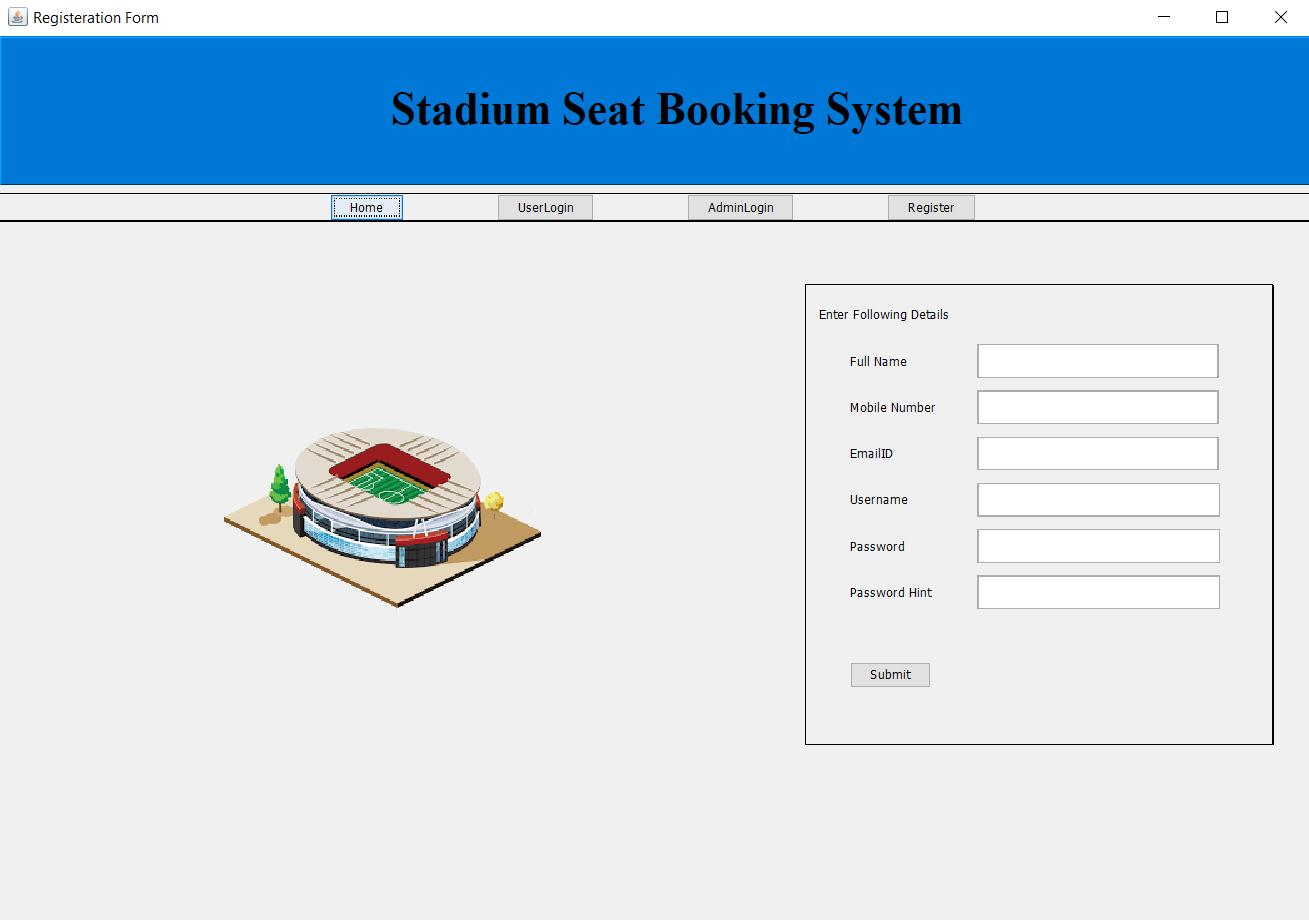 Registeration Form
Stadium Seat Booking System
Home UserLogin AdminLogin Register
Enter Following Details
Full Name
Mobile Number
EmailID
Username
Password
Password Hint
Submit